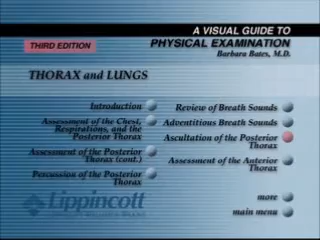 A VISUAL GUIDE TO
THIRD EDITION
PHYSICAL EXAMINATION
Barbara Bates, M.D.
THORAX and LUNGS
Introduction
Assessment of the Chest,
Respirations, and the
Posterior Thorax
Assessment of the Posterior
Thorax (cont.)
Percussion of the Posterior
Thorax
Review of Breath Sounds
Adventitious Breath Sounds
Ascultation of the Posterior
Thorax
Assessment of the Anterior
Thorax
more
main menu
Lippincott